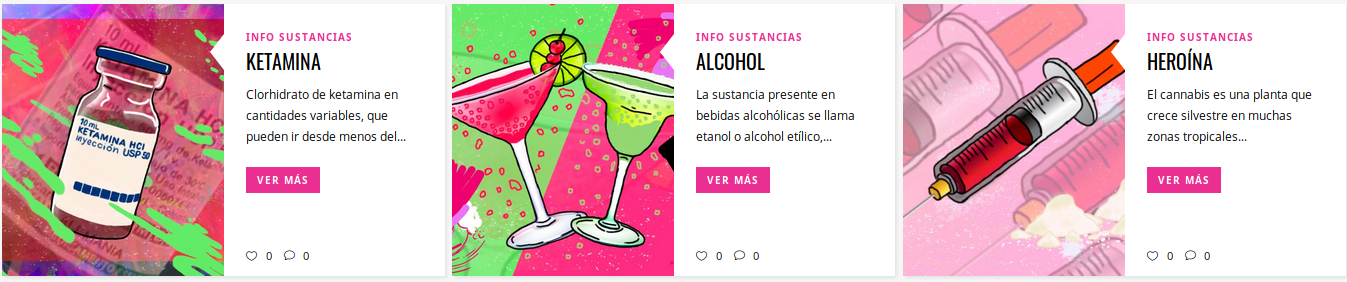 INFO SUSTANCIAS
KETAMINA
Clorhidrato de ketamina en
cantidades variables, que
pueden ir desde menos del...
VER MÁS
0 0
10 mL
KETAMINA HCl
inyección USP 50
INFO SUSTANCIAS
ALCOHOL
La sustancia presente en
bebidas alcohólicas se llama
etanol o alcohol etílico,...
VER MÁS
0 0
INFO SUSTANCIAS
HEROÍNA
El cannabis es una planta que
crece silvestre en muchas
zonas tropicales...
VER MÁS
0 0